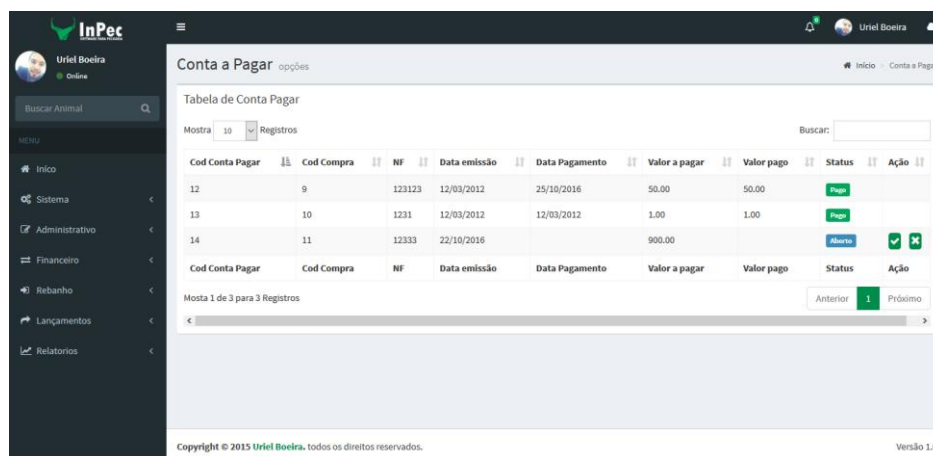 InPec
Uriel Boeira
Uriel Boeira
Online
Conta a Pagar opções
Início
Conta a Paga
Buscar Animal
Tabela de Conta Pagar
Mostra 10 Registros
Buscar:
MENU
Iníco
Sistema
Administrativo
Financeiro
Rebanho
Lançamentos
Relatorios
Cod Conta Pagar Cod Compra NF Data emissão Data Pagamento Valor a pagar Valor pago Status Ação
12 9 123123 12/03/2012 25/10/2016 50.00 50.00 Pago
13 10 1231 12/03/2012 12/03/2012 1.00 1.00 Pago
14 11 12333 22/10/2016 900.00 Aberto
Cod Conta Pagar Cod Compra NF Data emissão Data Pagamento Valor a pagar Valor pago Status Ação
Mosta 1 de 3 para 3 Registros
Anterior 1 Próximo
Copyright © 2015 Uriel Boeira. todos os direitos reservados.
Versão 1.